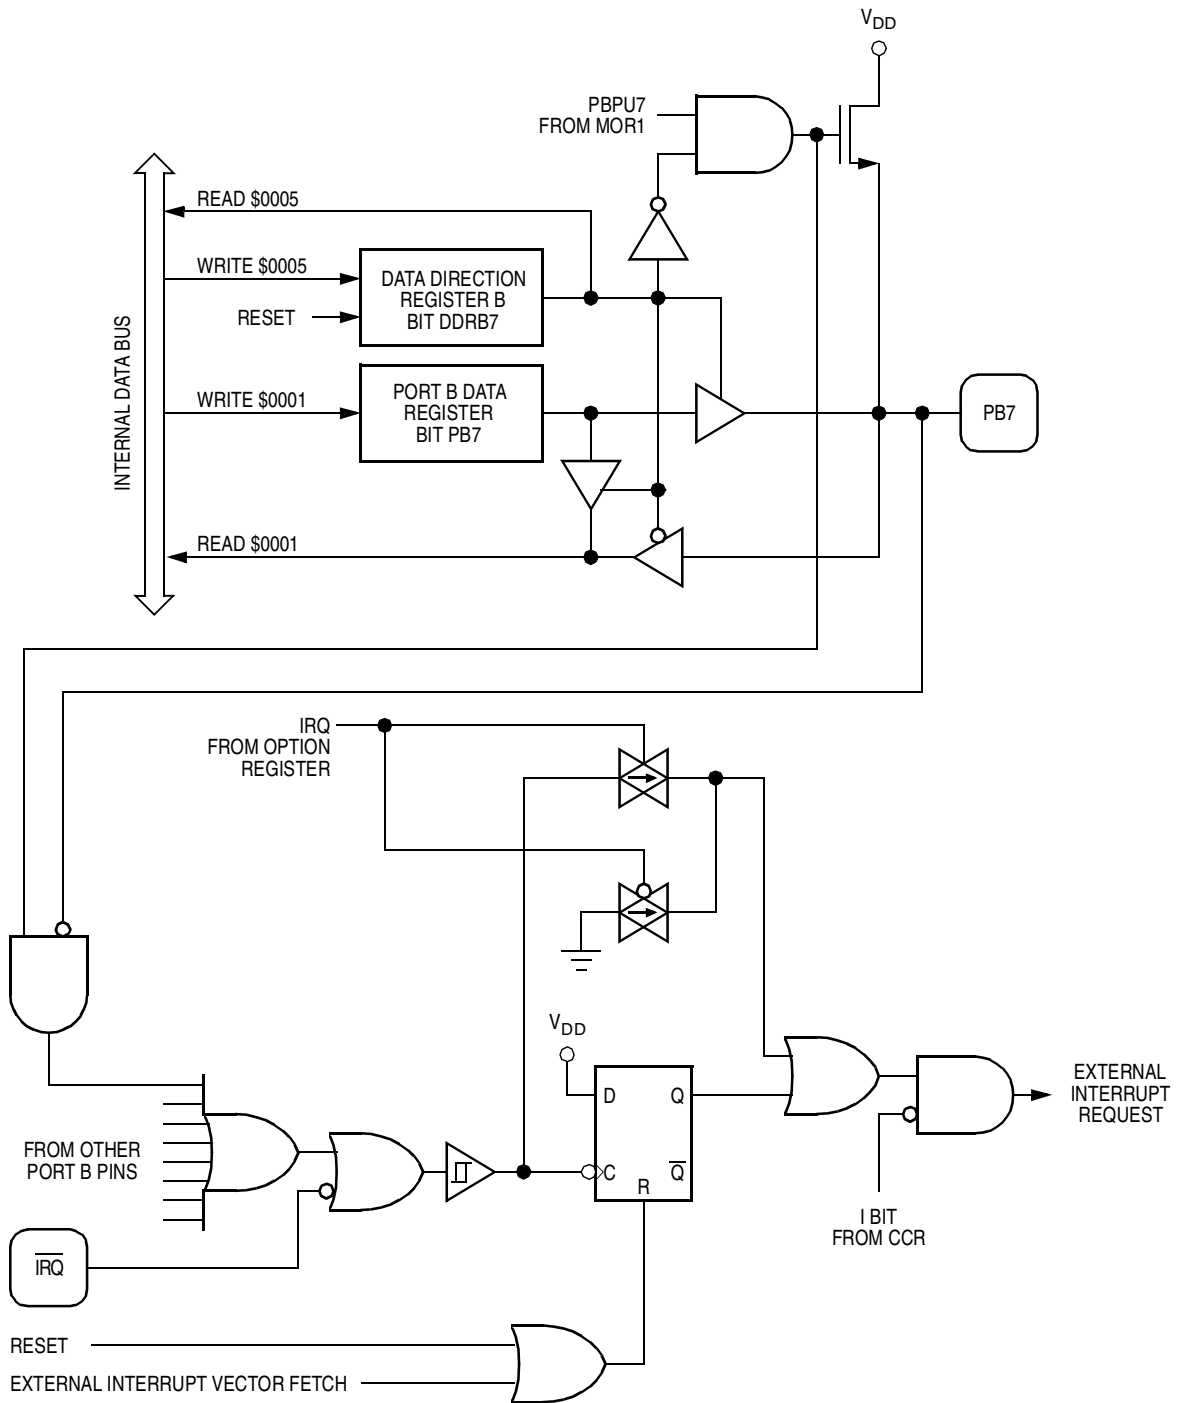 VDD
PBPU7
FROM MOR1
READ $0005
WRITE $0005
DATA DIRECTION
REGISTER B
BIT DDRB7
RESET
INTERNAL DATA BUS
WRITE $0001
PORT B DATA
REGISTER
BIT PB7
PB7
READ $0001
IRQ
FROM OPTION
REGISTER
VDD
D
Q
C
Q̅
R
EXTERNAL
INTERRUPT
REQUEST
FROM OTHER
PORT B PINS
I BIT
FROM CCR
I̅R̅Q̅
RESET
EXTERNAL INTERRUPT VECTOR FETCH